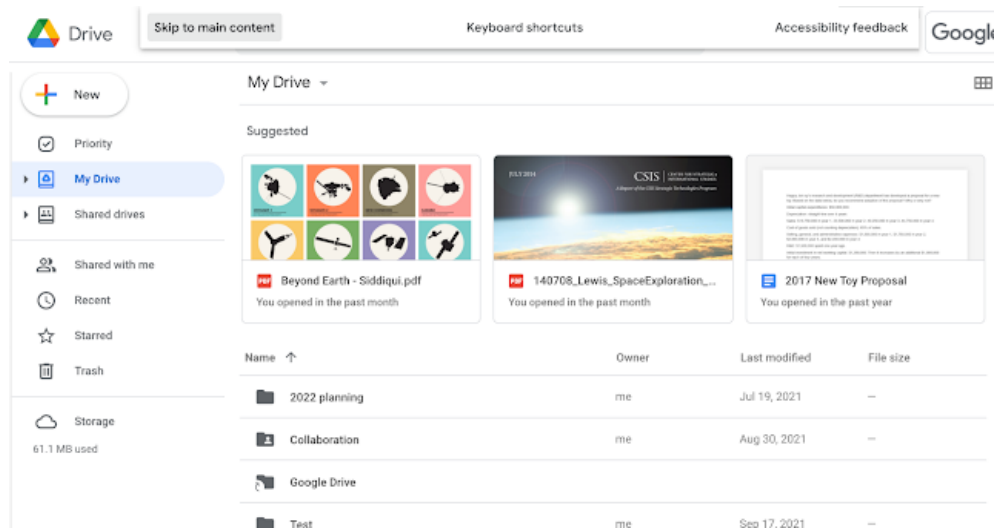 Drive
Skip to main content
Keyboard shortcuts
Accessibility feedback
Google
New
My Drive
Priority
My Drive
Shared drives
Shared with me
Recent
Starred
Trash
Storage
61.1 MB used
Suggested
JULY 2014
CSIS
Beyond Earth - Siddiqui.pdf
You opened in the past month
140708_Lewis_SpaceExploration_...
You opened in the past month
2017 New Toy Proposal
You opened in the past year
Name Owner Last modified File size
2022 planning me Jul 19, 2021 —
Collaboration me Aug 30, 2021 —
Google Drive
Test me Sep 17, 2021 —